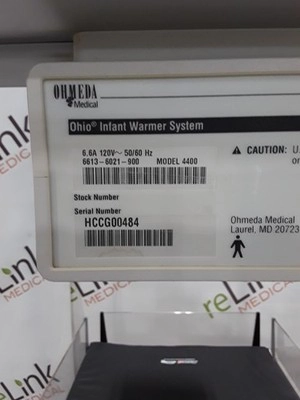 OHMEDA
Medical
Ohio® Infant Warmer System
6.6A 120V~ 50/60 Hz
6613-6021-900 MODEL 4400
CAUTION: U.
or
Stock Number
Serial Number
HCCG00484
Ohmeda Medical
Laurel, MD 20723
reLink
MEDICAL
reLink
MEDICAL
reLink
MEDICAL